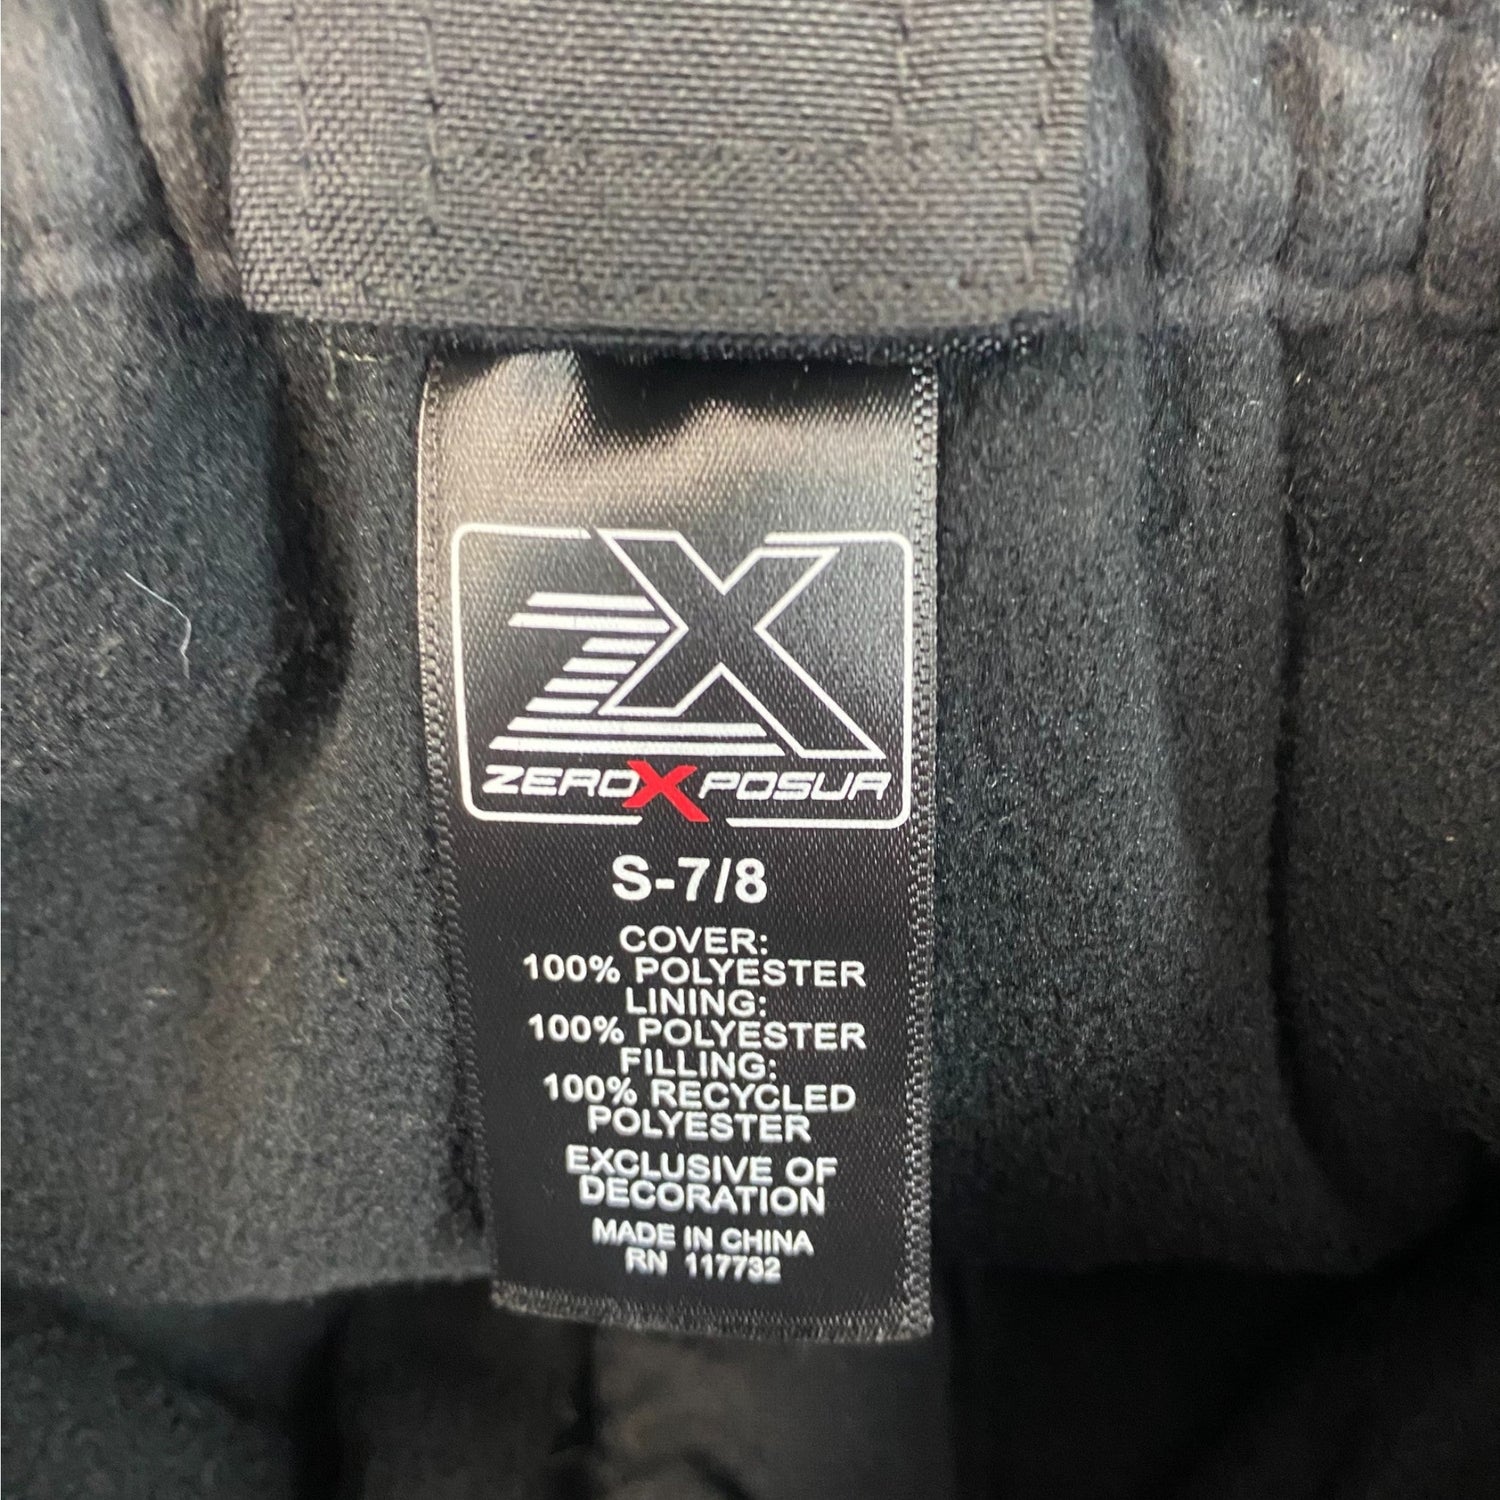 ZX
ZEROXPOSUR
S-7/8
COVER:
100% POLYESTER
LINING:
100% POLYESTER
FILLING:
100% RECYCLED
POLYESTER
EXCLUSIVE OF
DECORATION
MADE IN CHINA
RN 117732